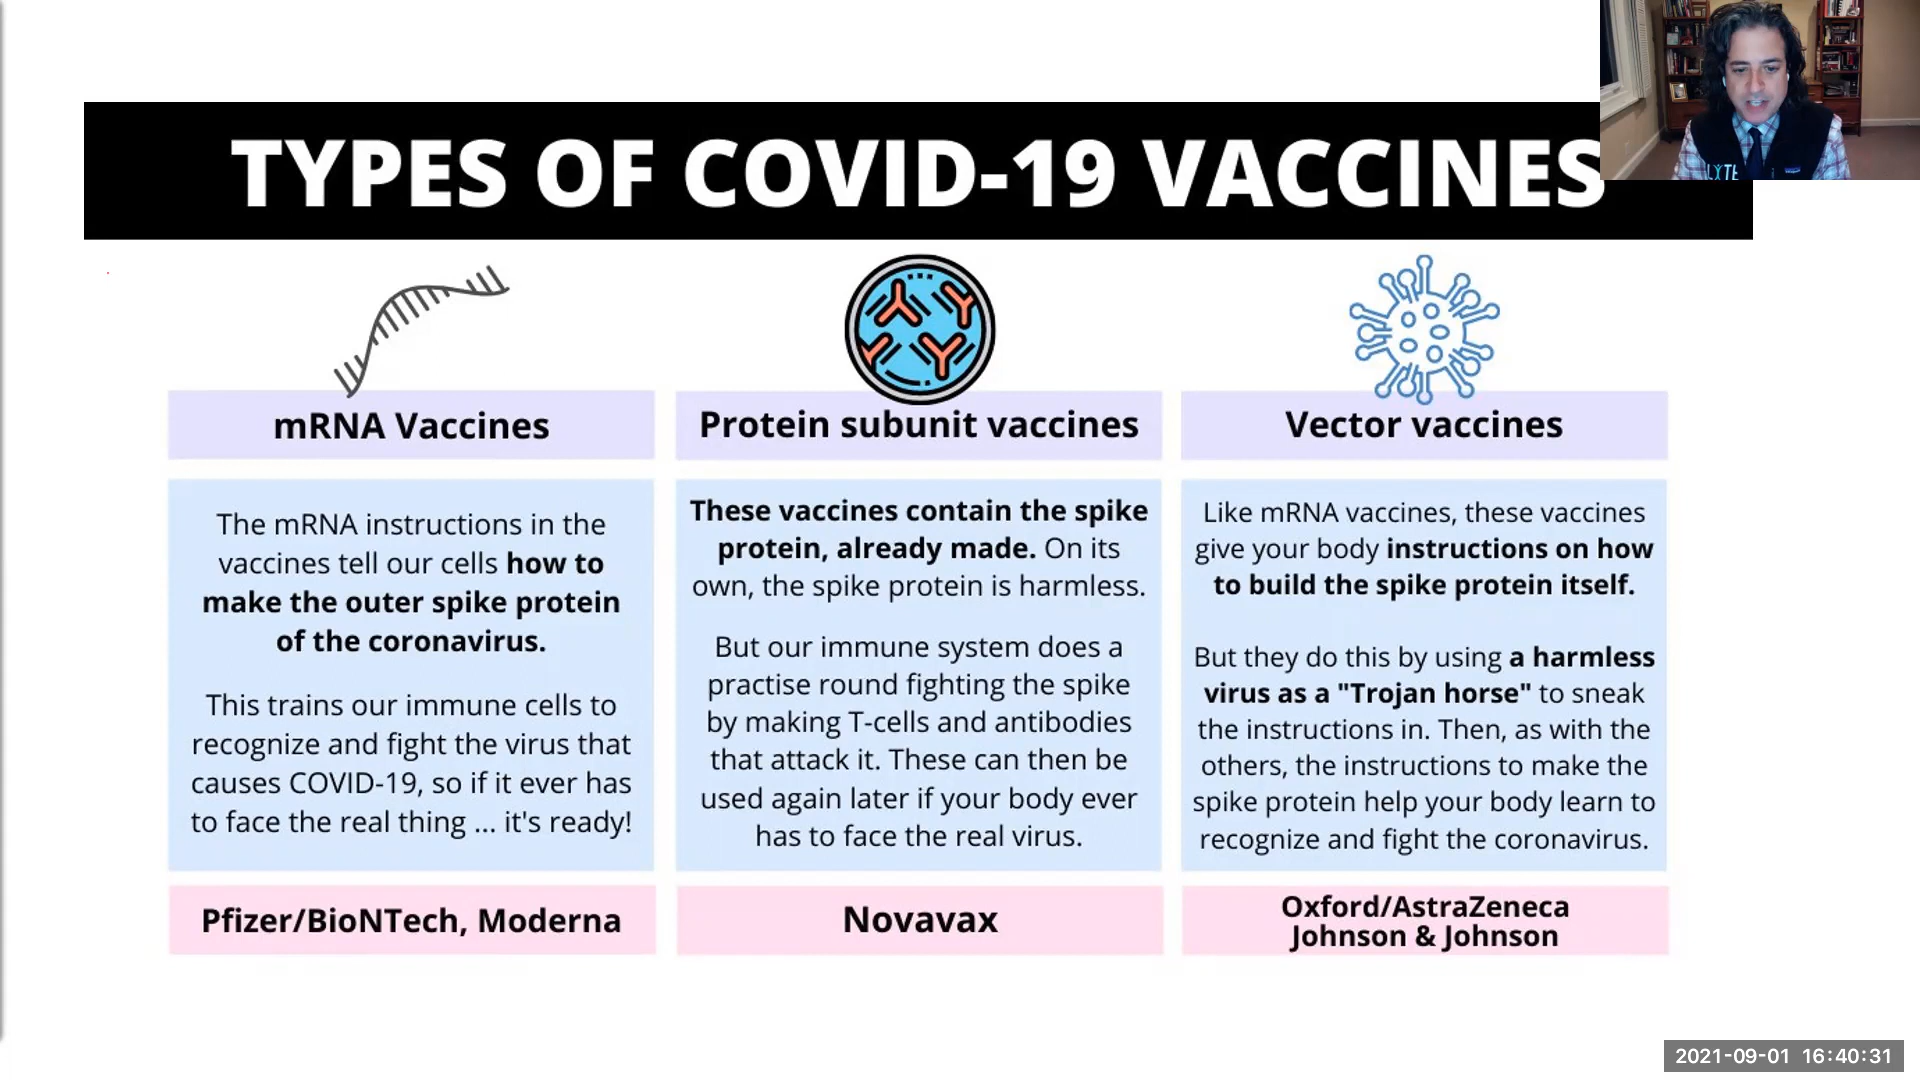 TYPES OF COVID-19 VACCINES
mRNA Vaccines
The mRNA instructions in the
vaccines tell our cells how to
make the outer spike protein
of the coronavirus.
This trains our immune cells to
recognize and fight the virus that
causes COVID-19, so if it ever has
to face the real thing ... it's ready!
Pfizer/BioNTech, Moderna
Protein subunit vaccines
These vaccines contain the spike
protein, already made. On its
own, the spike protein is harmless.
But our immune system does a
practise round fighting the spike
by making T-cells and antibodies
that attack it. These can then be
used again later if your body ever
has to face the real virus.
Novavax
Vector vaccines
Like mRNA vaccines, these vaccines
give your body instructions on how
to build the spike protein itself.
But they do this by using a harmless
virus as a "Trojan horse" to sneak
the instructions in. Then, as with the
others, the instructions to make the
spike protein help your body learn to
recognize and fight the coronavirus.
Oxford/AstraZeneca
Johnson & Johnson
2021-09-01 16:40:31